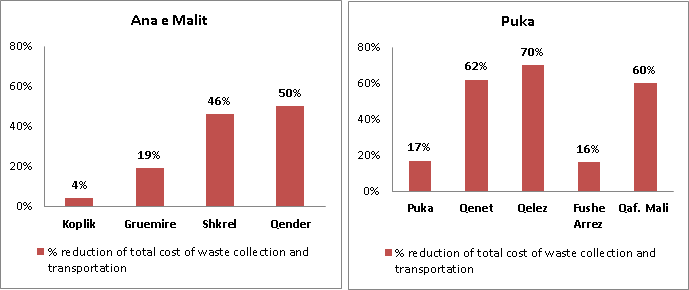 Ana e Malit
80%
60%
40%
20%
0%
4%
19%
46%
50%
Koplik Gruemire Shkrel Qender
% reduction of total cost of waste collection and
transportation
Puka
80%
60%
40%
20%
0%
17%
62%
70%
16%
60%
Puka Qenet Qelez Fushe Qaf. Mali
Arrez
% reduction of total cost of waste collection and
transportation